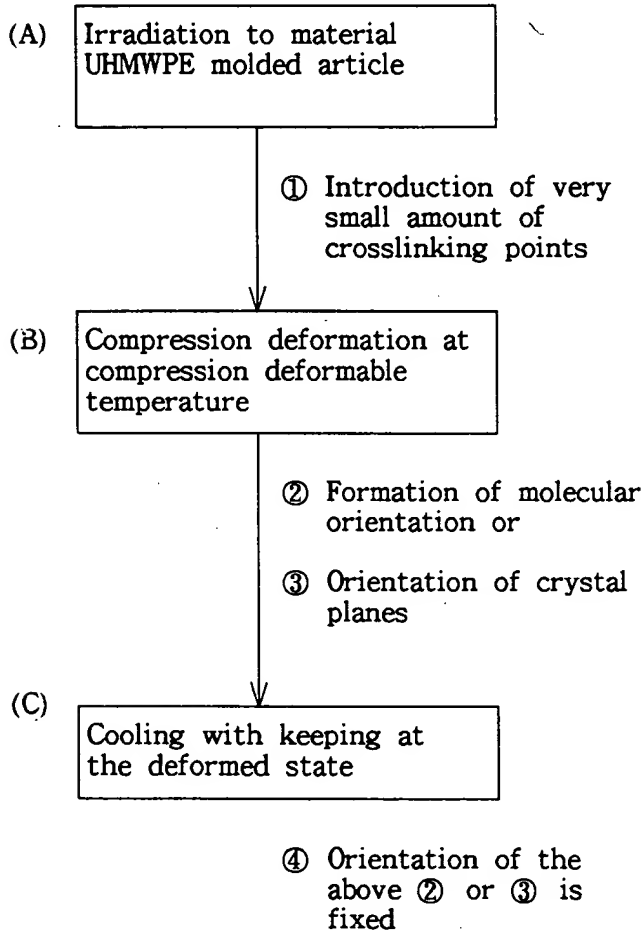 (A) Irradiation to material
UHMWPE molded article
① Introduction of very
small amount of
crosslinking points
(B) Compression deformation at
compression deformable
temperature
② Formation of molecular
orientation or
③ Orientation of crystal
planes
(C)
Cooling with keeping at
the deformed state
④ Orientation of the
above ② or ③ is
fixed